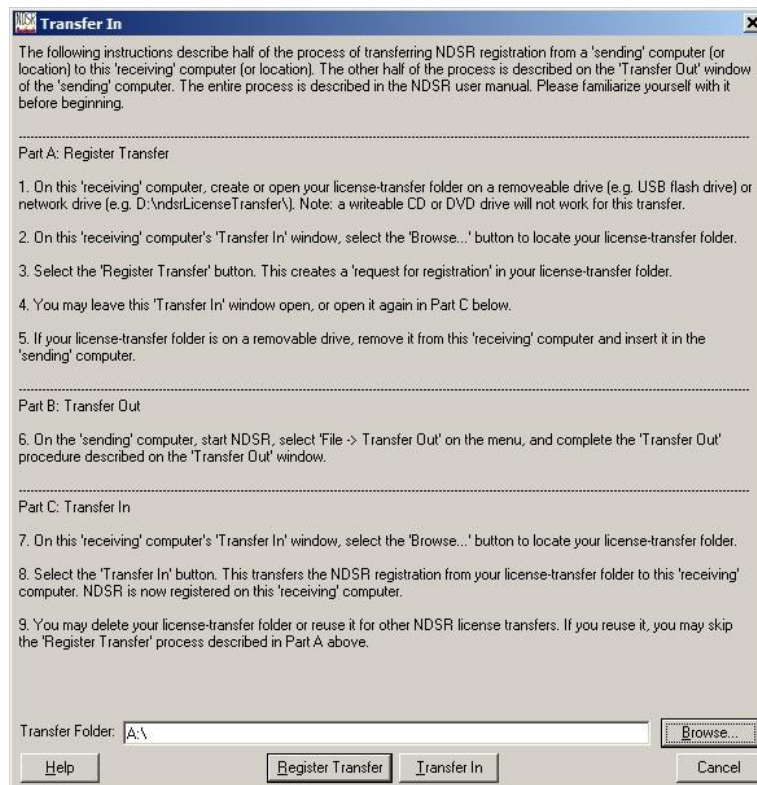 NDSR Transfer In
The following instructions describe half of the process of transferring NDSR registration from a 'sending' computer (or
location) to this 'receiving' computer (or location). The other half of the process is described on the 'Transfer Out' window
of the 'sending' computer. The entire process is described in the NDSR user manual. Please familiarize yourself with it
before beginning.
Part A: Register Transfer
1. On this 'receiving' computer, create or open your license-transfer folder on a removeable drive (e.g. USB flash drive) or
network drive (e.g. D:\ndsrLicenseTransfer\). Note: a writeable CD or DVD drive will not work for this transfer.
2. On this 'receiving' computer's 'Transfer In' window, select the 'Browse...' button to locate your license-transfer folder.
3. Select the 'Register Transfer' button. This creates a 'request for registration' in your license-transfer folder.
4. You may leave this 'Transfer In' window open, or open it again in Part C below.
5. If your license-transfer folder is on a removable drive, remove it from this 'receiving' computer and insert it in the
'sending' computer.
Part B: Transfer Out
6. On the 'sending' computer, start NDSR, select 'File -> Transfer Out' on the menu, and complete the 'Transfer Out'
procedure described on the 'Transfer Out' window.
Part C: Transfer In
7. On this 'receiving' computer's 'Transfer In' window, select the 'Browse...' button to locate your license-transfer folder.
8. Select the 'Transfer In' button. This transfers the NDSR registration from your license-transfer folder to this 'receiving'
computer. NDSR is now registered on this 'receiving' computer.
9. You may delete your license-transfer folder or reuse it for other NDSR license transfers. If you reuse it, you may skip
the 'Register Transfer' process described in Part A above.
Transfer Folder: A:\ Browse...
Help Register Transfer Transfer In Cancel